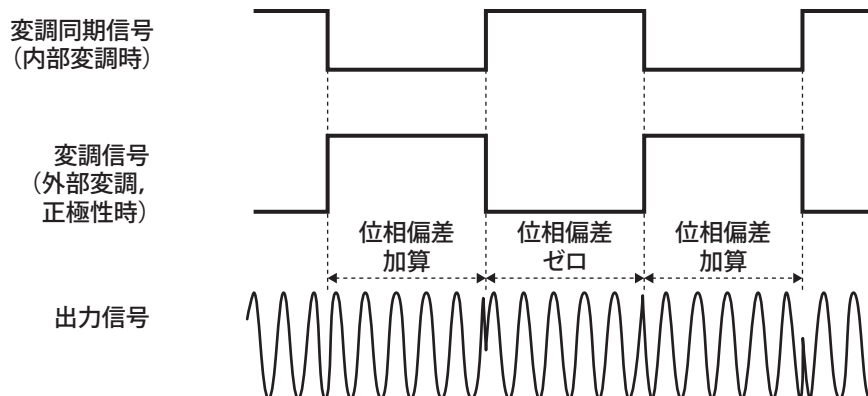 変調同期信号
（内部変調時）
変調信号
（外部変調,
正極性時）
位相偏差
加算
位相偏差
ゼロ
位相偏差
加算
出力信号